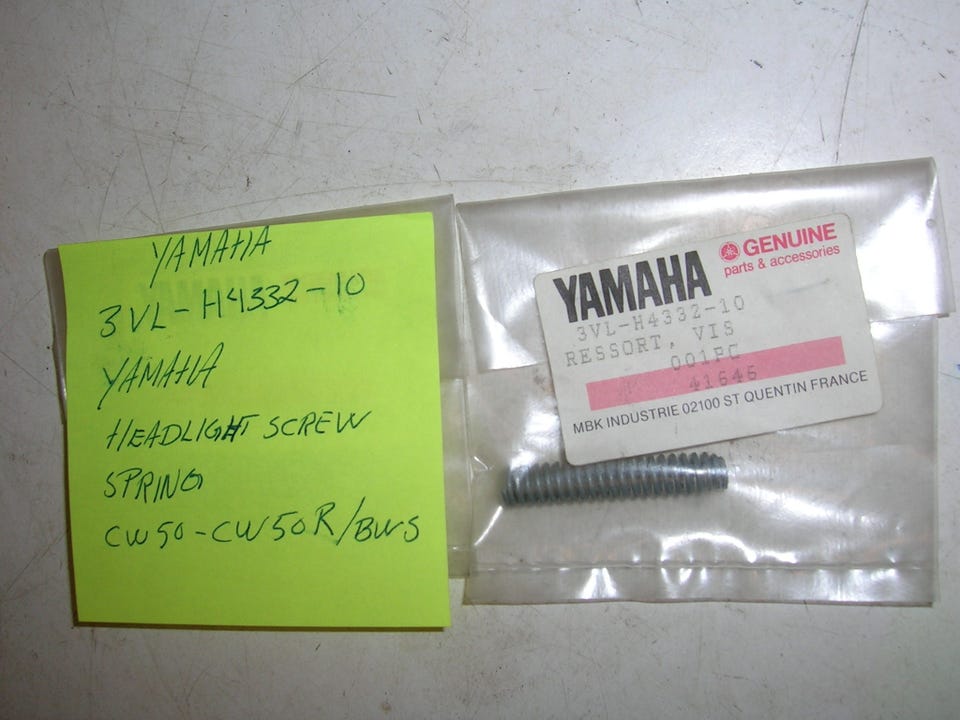 YAMAHA
3VL-H4332-10
YAMAHA
HEADLIGHT SCREW
SPRING
CW50-CW50R/BWS
GENUINE
parts & accessories
YAMAHA
3VL-H4332-10
RESSORT, VIS
001PC
41646
MBK INDUSTRIE 02100 ST QUENTIN FRANCE